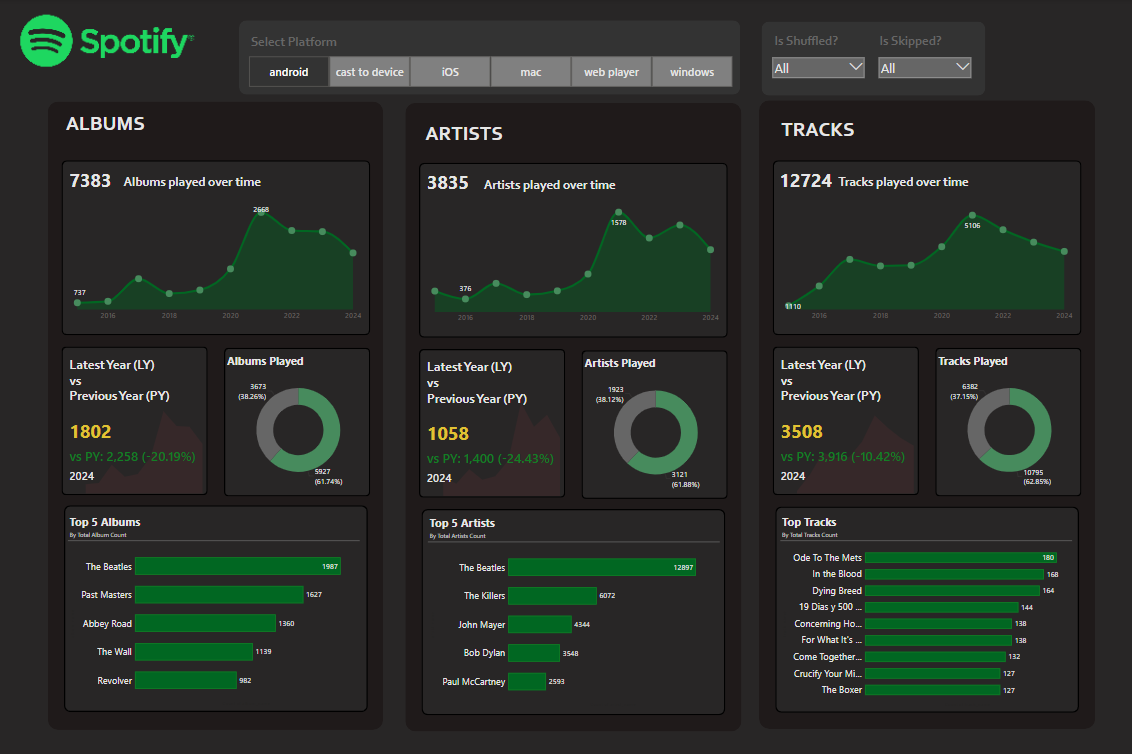 Spotify
Select Platform
android
cast to device
iOS
mac
web player
windows
Is Shuffled?
All
Is Skipped?
All
ALBUMS
7383 Albums played over time
2668
737
2016 2018 2020 2022 2024
Latest Year (LY)
vs
Previous Year (PY)
1802
vs PY: 2,258 (-20.19%)
2024
Albums Played
3673
(38.26%)
5927
(61.74%)
Top 5 Albums
By Total Album Count
The Beatles 1987
Past Masters 1627
Abbey Road 1360
The Wall 1139
Revolver 982
ARTISTS
3835 Artists played over time
1578
376
2016 2018 2020 2022 2024
Latest Year (LY)
vs
Previous Year (PY)
1058
vs PY: 1,400 (-24.43%)
2024
Artists Played
1923
(38.12%)
3121
(61.88%)
Top 5 Artists
By Total Artists Count
The Beatles 12897
The Killers 6072
John Mayer 4344
Bob Dylan 3548
Paul McCartney 2593
TRACKS
12724 Tracks played over time
5106
1110
2016 2018 2020 2022 2024
Latest Year (LY)
vs
Previous Year (PY)
3508
vs PY: 3,916 (-10.42%)
2024
Tracks Played
6382
(37.15%)
10795
(62.85%)
Top Tracks
By Total Tracks Count
Ode To The Mets 180
In the Blood 168
Dying Breed 164
19 Dias y 500 ... 144
Concerning Ho... 138
For What It's ... 138
Come Together... 132
Crucify Your Mi... 127
The Boxer 127